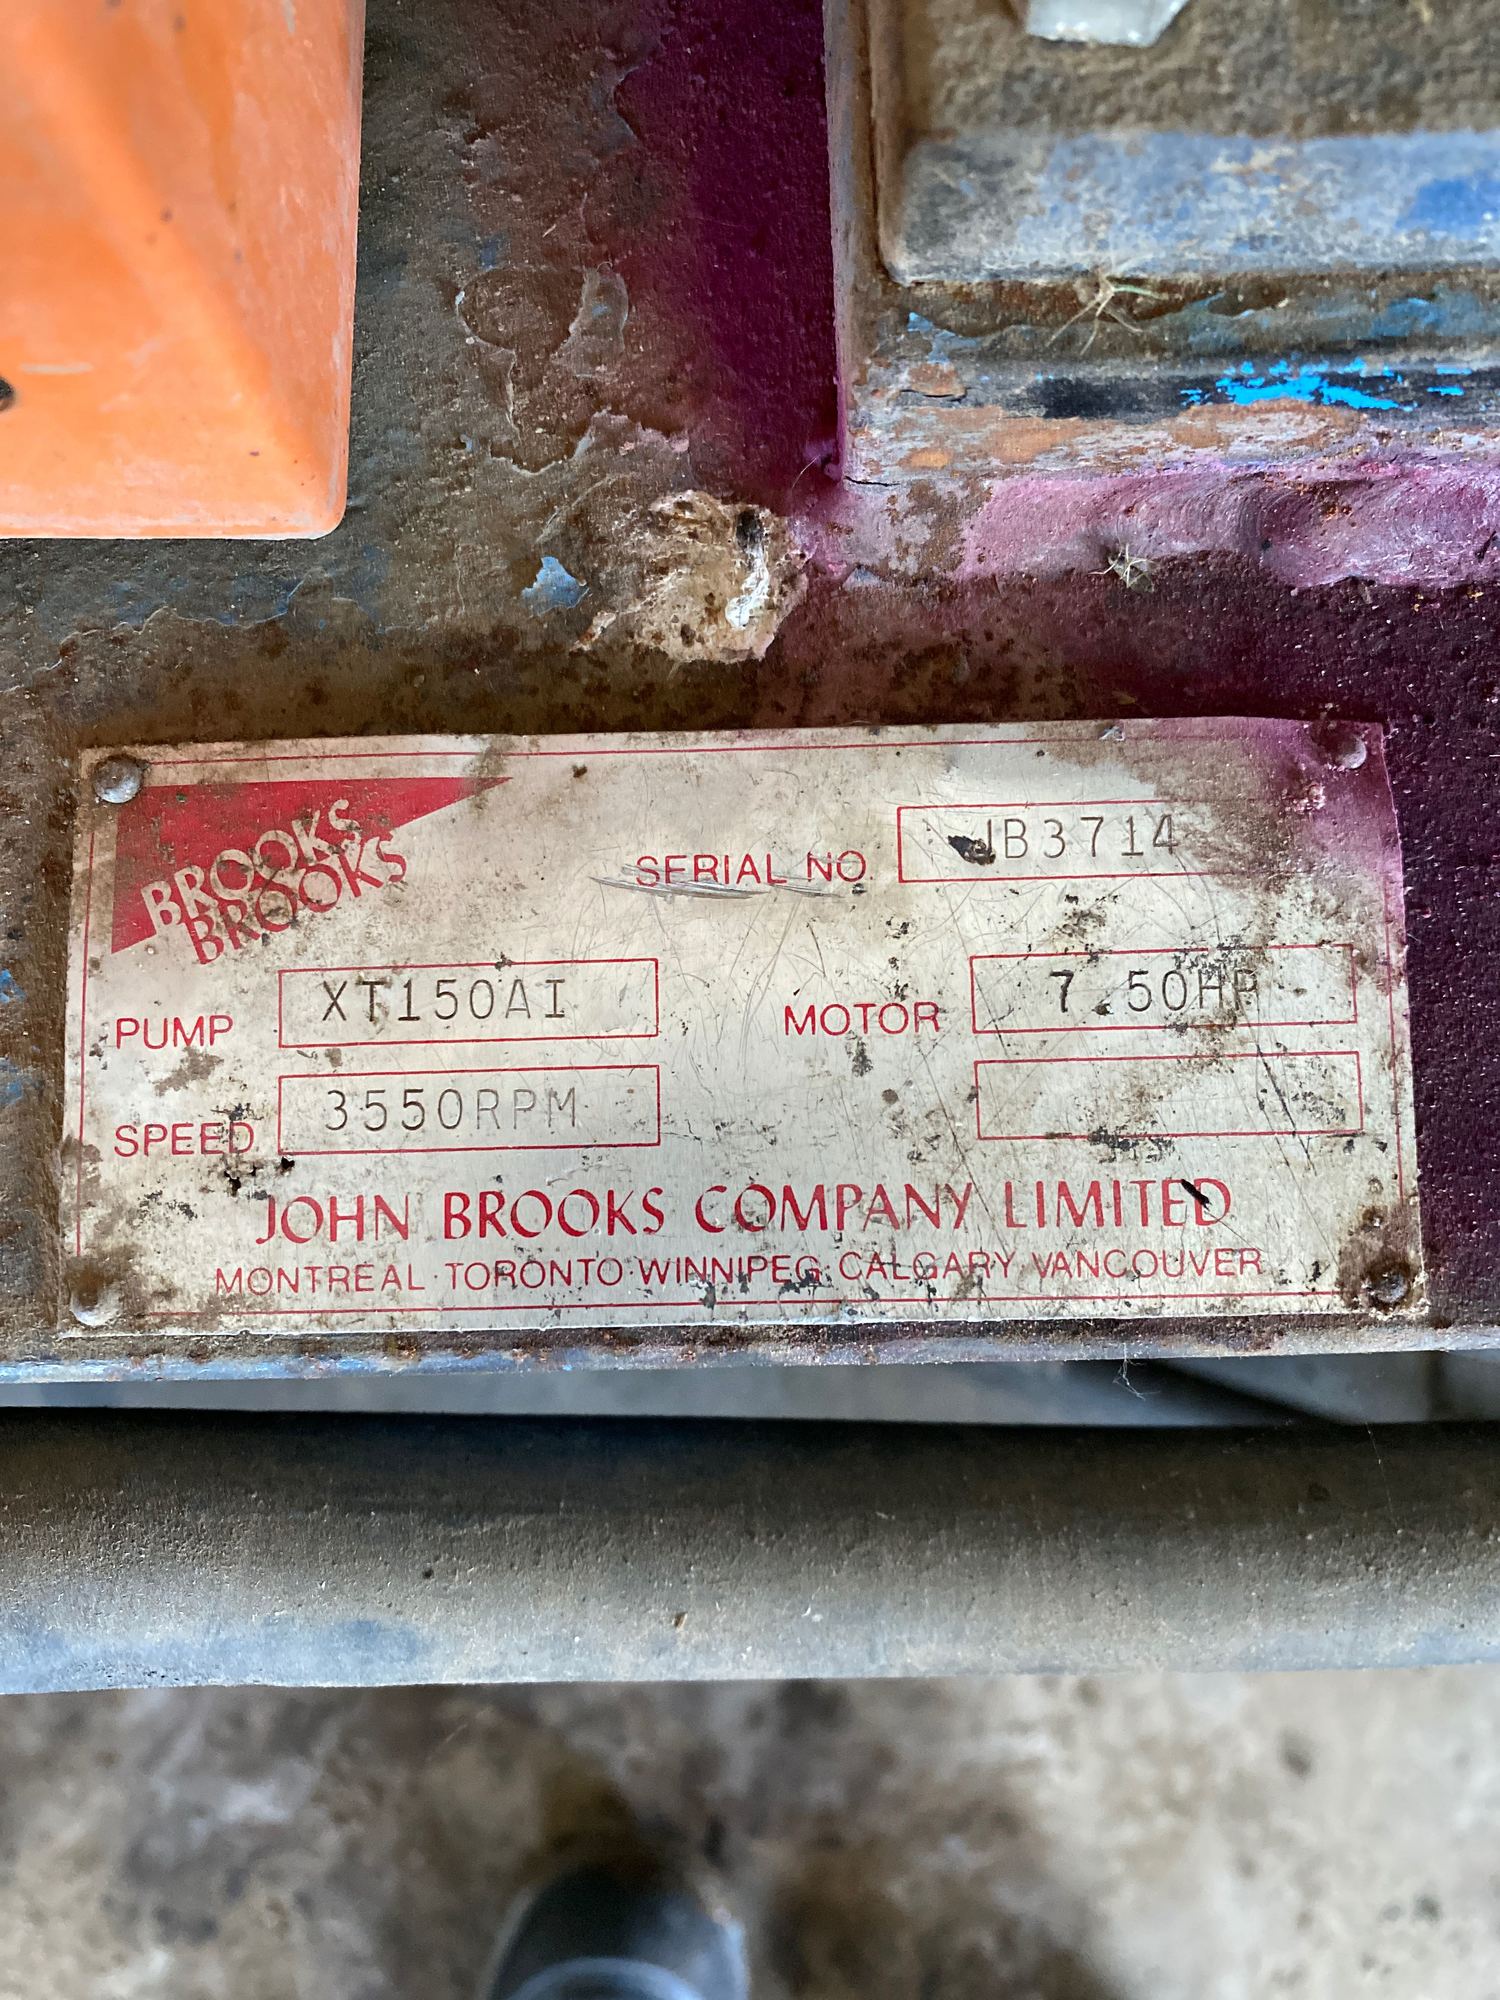 BROOKS
BROOKS
SERIAL NO. JB3714
PUMP XT150AI MOTOR 7.50HP
SPEED 3550RPM
JOHN BROOKS COMPANY LIMITED
MONTREAL·TORONTO·WINNIPEG·CALGARY VANCOUVER